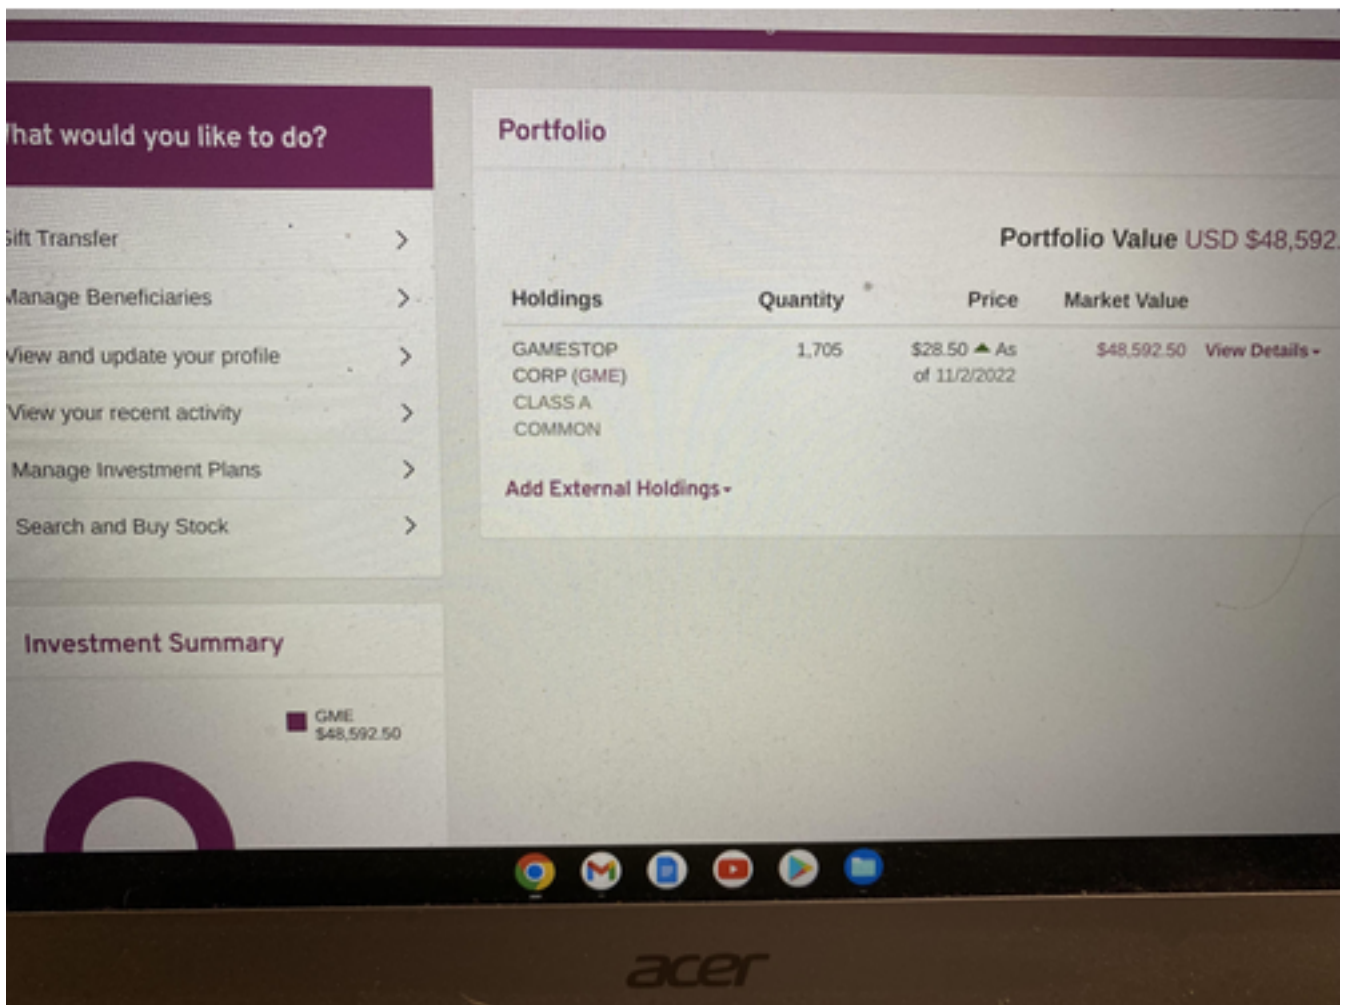 hat would you like to do?
Gift Transfer
Manage Beneficiaries
View and update your profile
View your recent activity
Manage Investment Plans
Search and Buy Stock
Investment Summary
GME
$48,592.50
Portfolio
Portfolio Value USD $48,592.
Holdings Quantity Price Market Value
GAMESTOP 1,705 $28.50 As $48,592.50 View Details
CORP (GME) of 11/2/2022
CLASS A
COMMON
Add External Holdings
acer